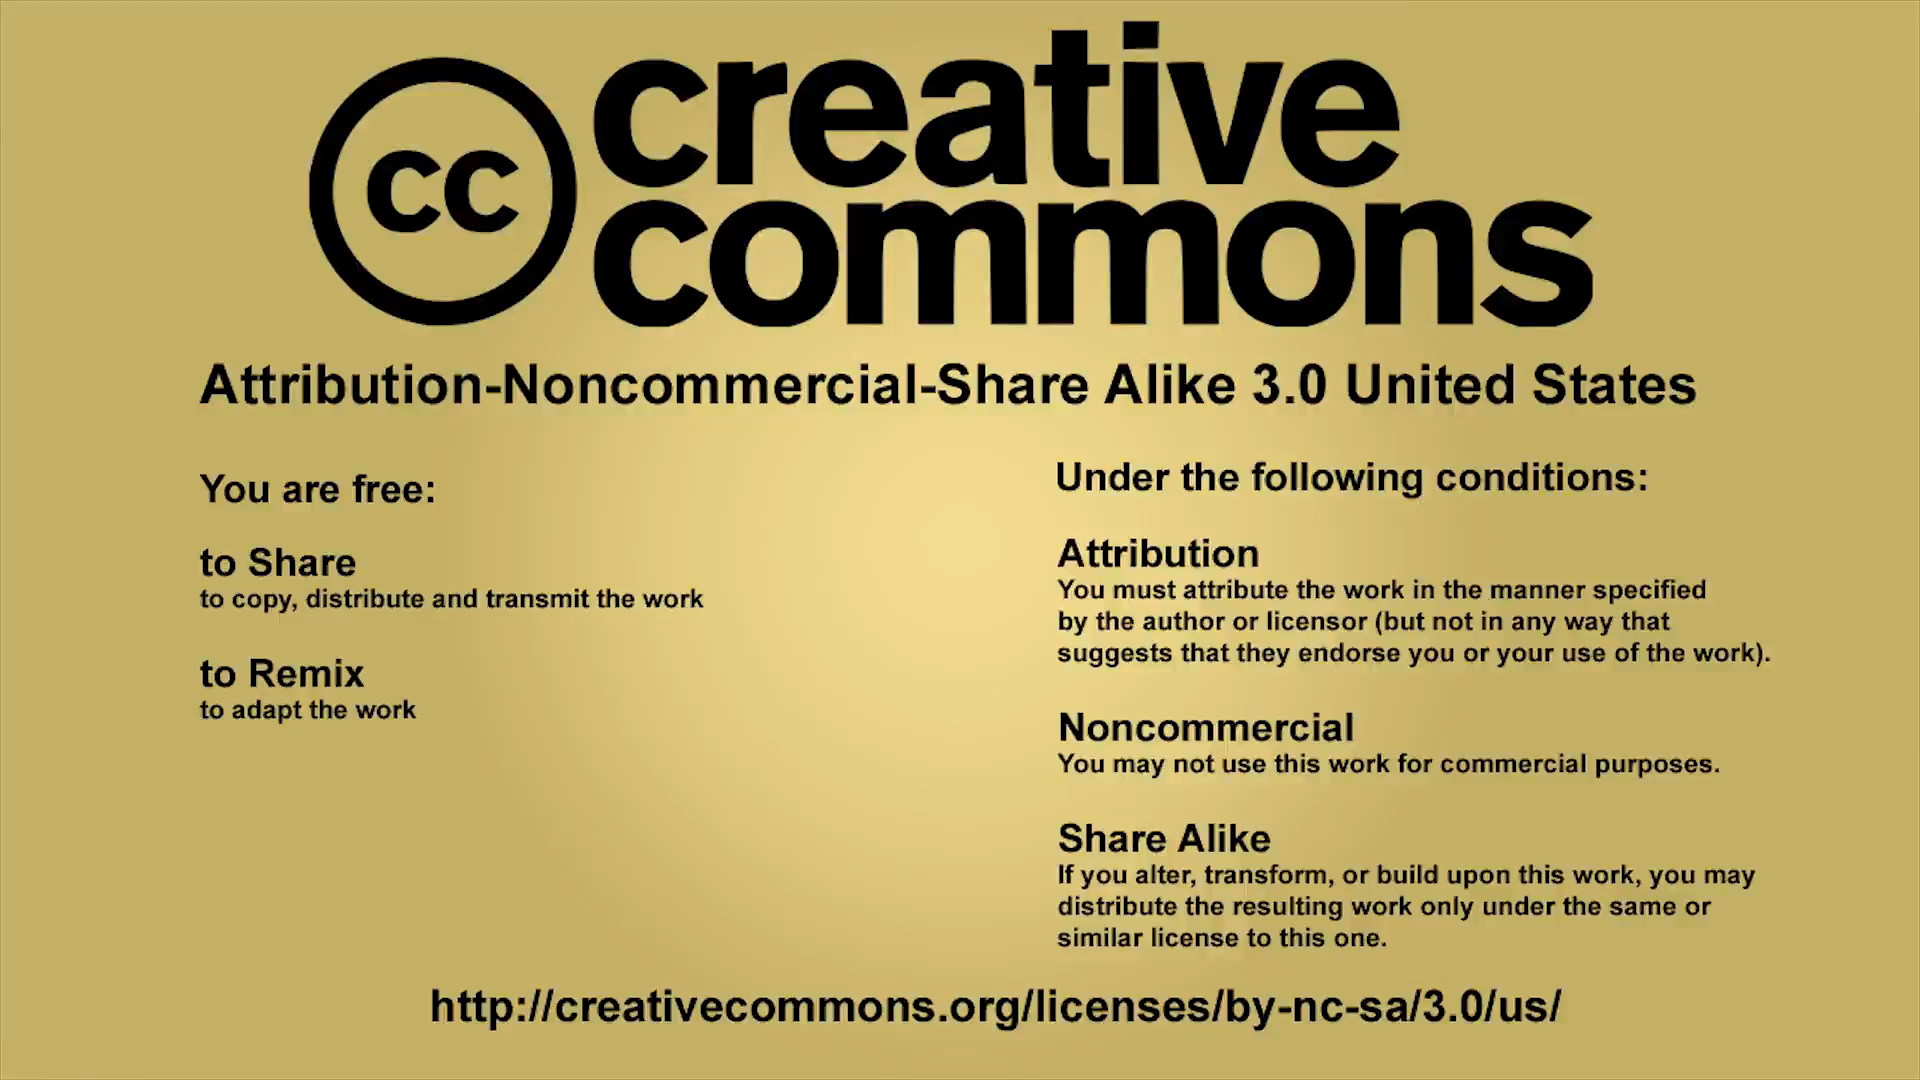 cc creative
commons
Attribution-Noncommercial-Share Alike 3.0 United States
You are free:
to Share
to copy, distribute and transmit the work
to Remix
to adapt the work
Under the following conditions:
Attribution
You must attribute the work in the manner specified
by the author or licensor (but not in any way that
suggests that they endorse you or your use of the work).
Noncommercial
You may not use this work for commercial purposes.
Share Alike
If you alter, transform, or build upon this work, you may
distribute the resulting work only under the same or
similar license to this one.
http://creativecommons.org/licenses/by-nc-sa/3.0/us/